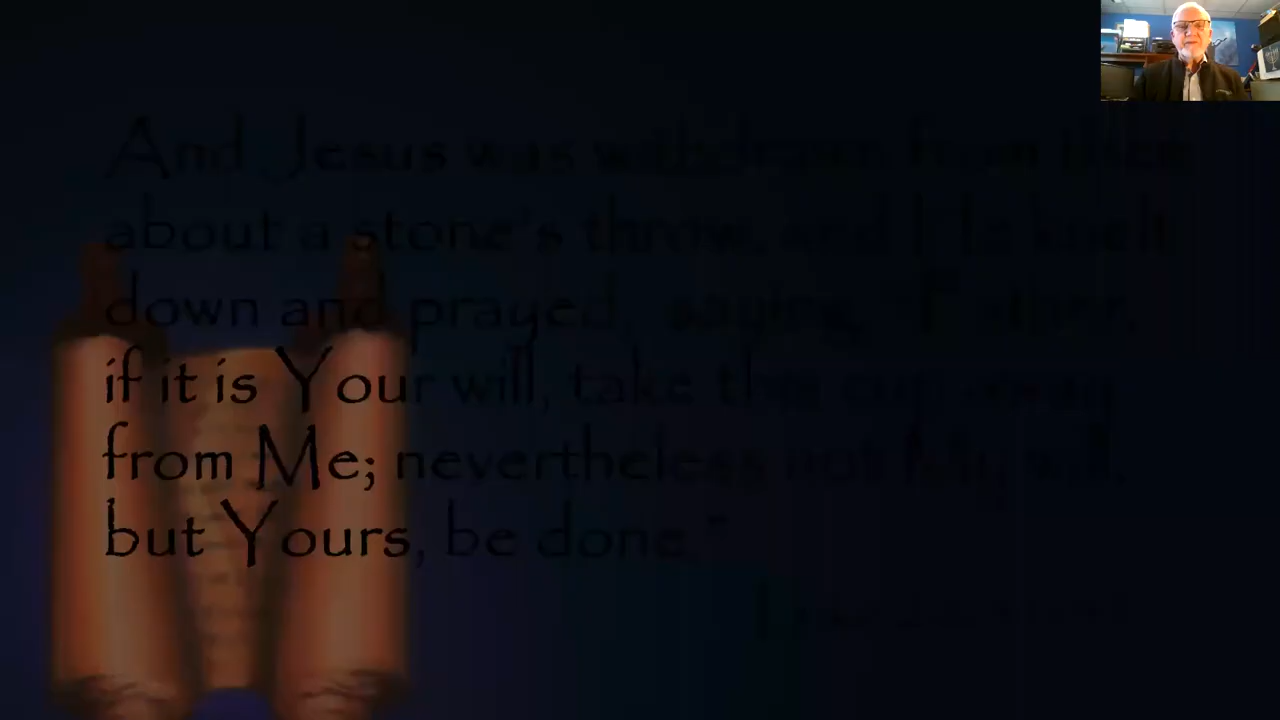 And Jesus was withdrawn from them
about a stone's throw, and He knelt
down and prayed, saying, "Father,
if it is Your will, take this cup away
from Me; nevertheless not My will,
but Yours, be done."